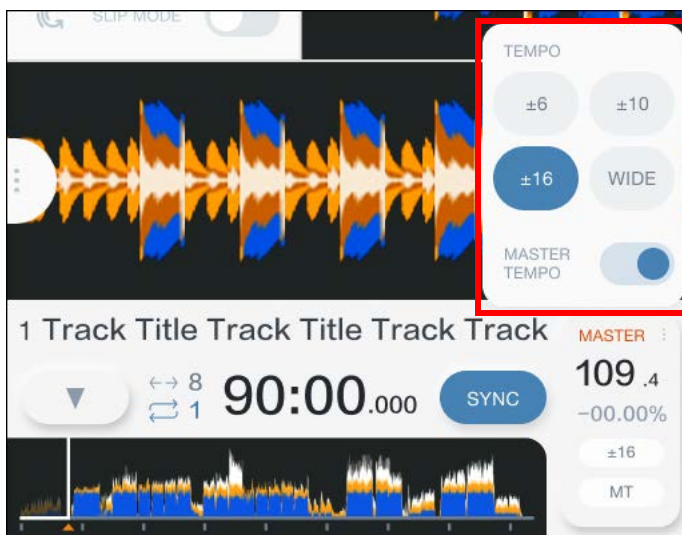 SLIP MODE
TEMPO
±6 ±10
±16 WIDE
MASTER
TEMPO
1 Track Title Track Title Track Track
MASTER
8
1
90:00.000
SYNC
109.4
−00.00%
±16
MT